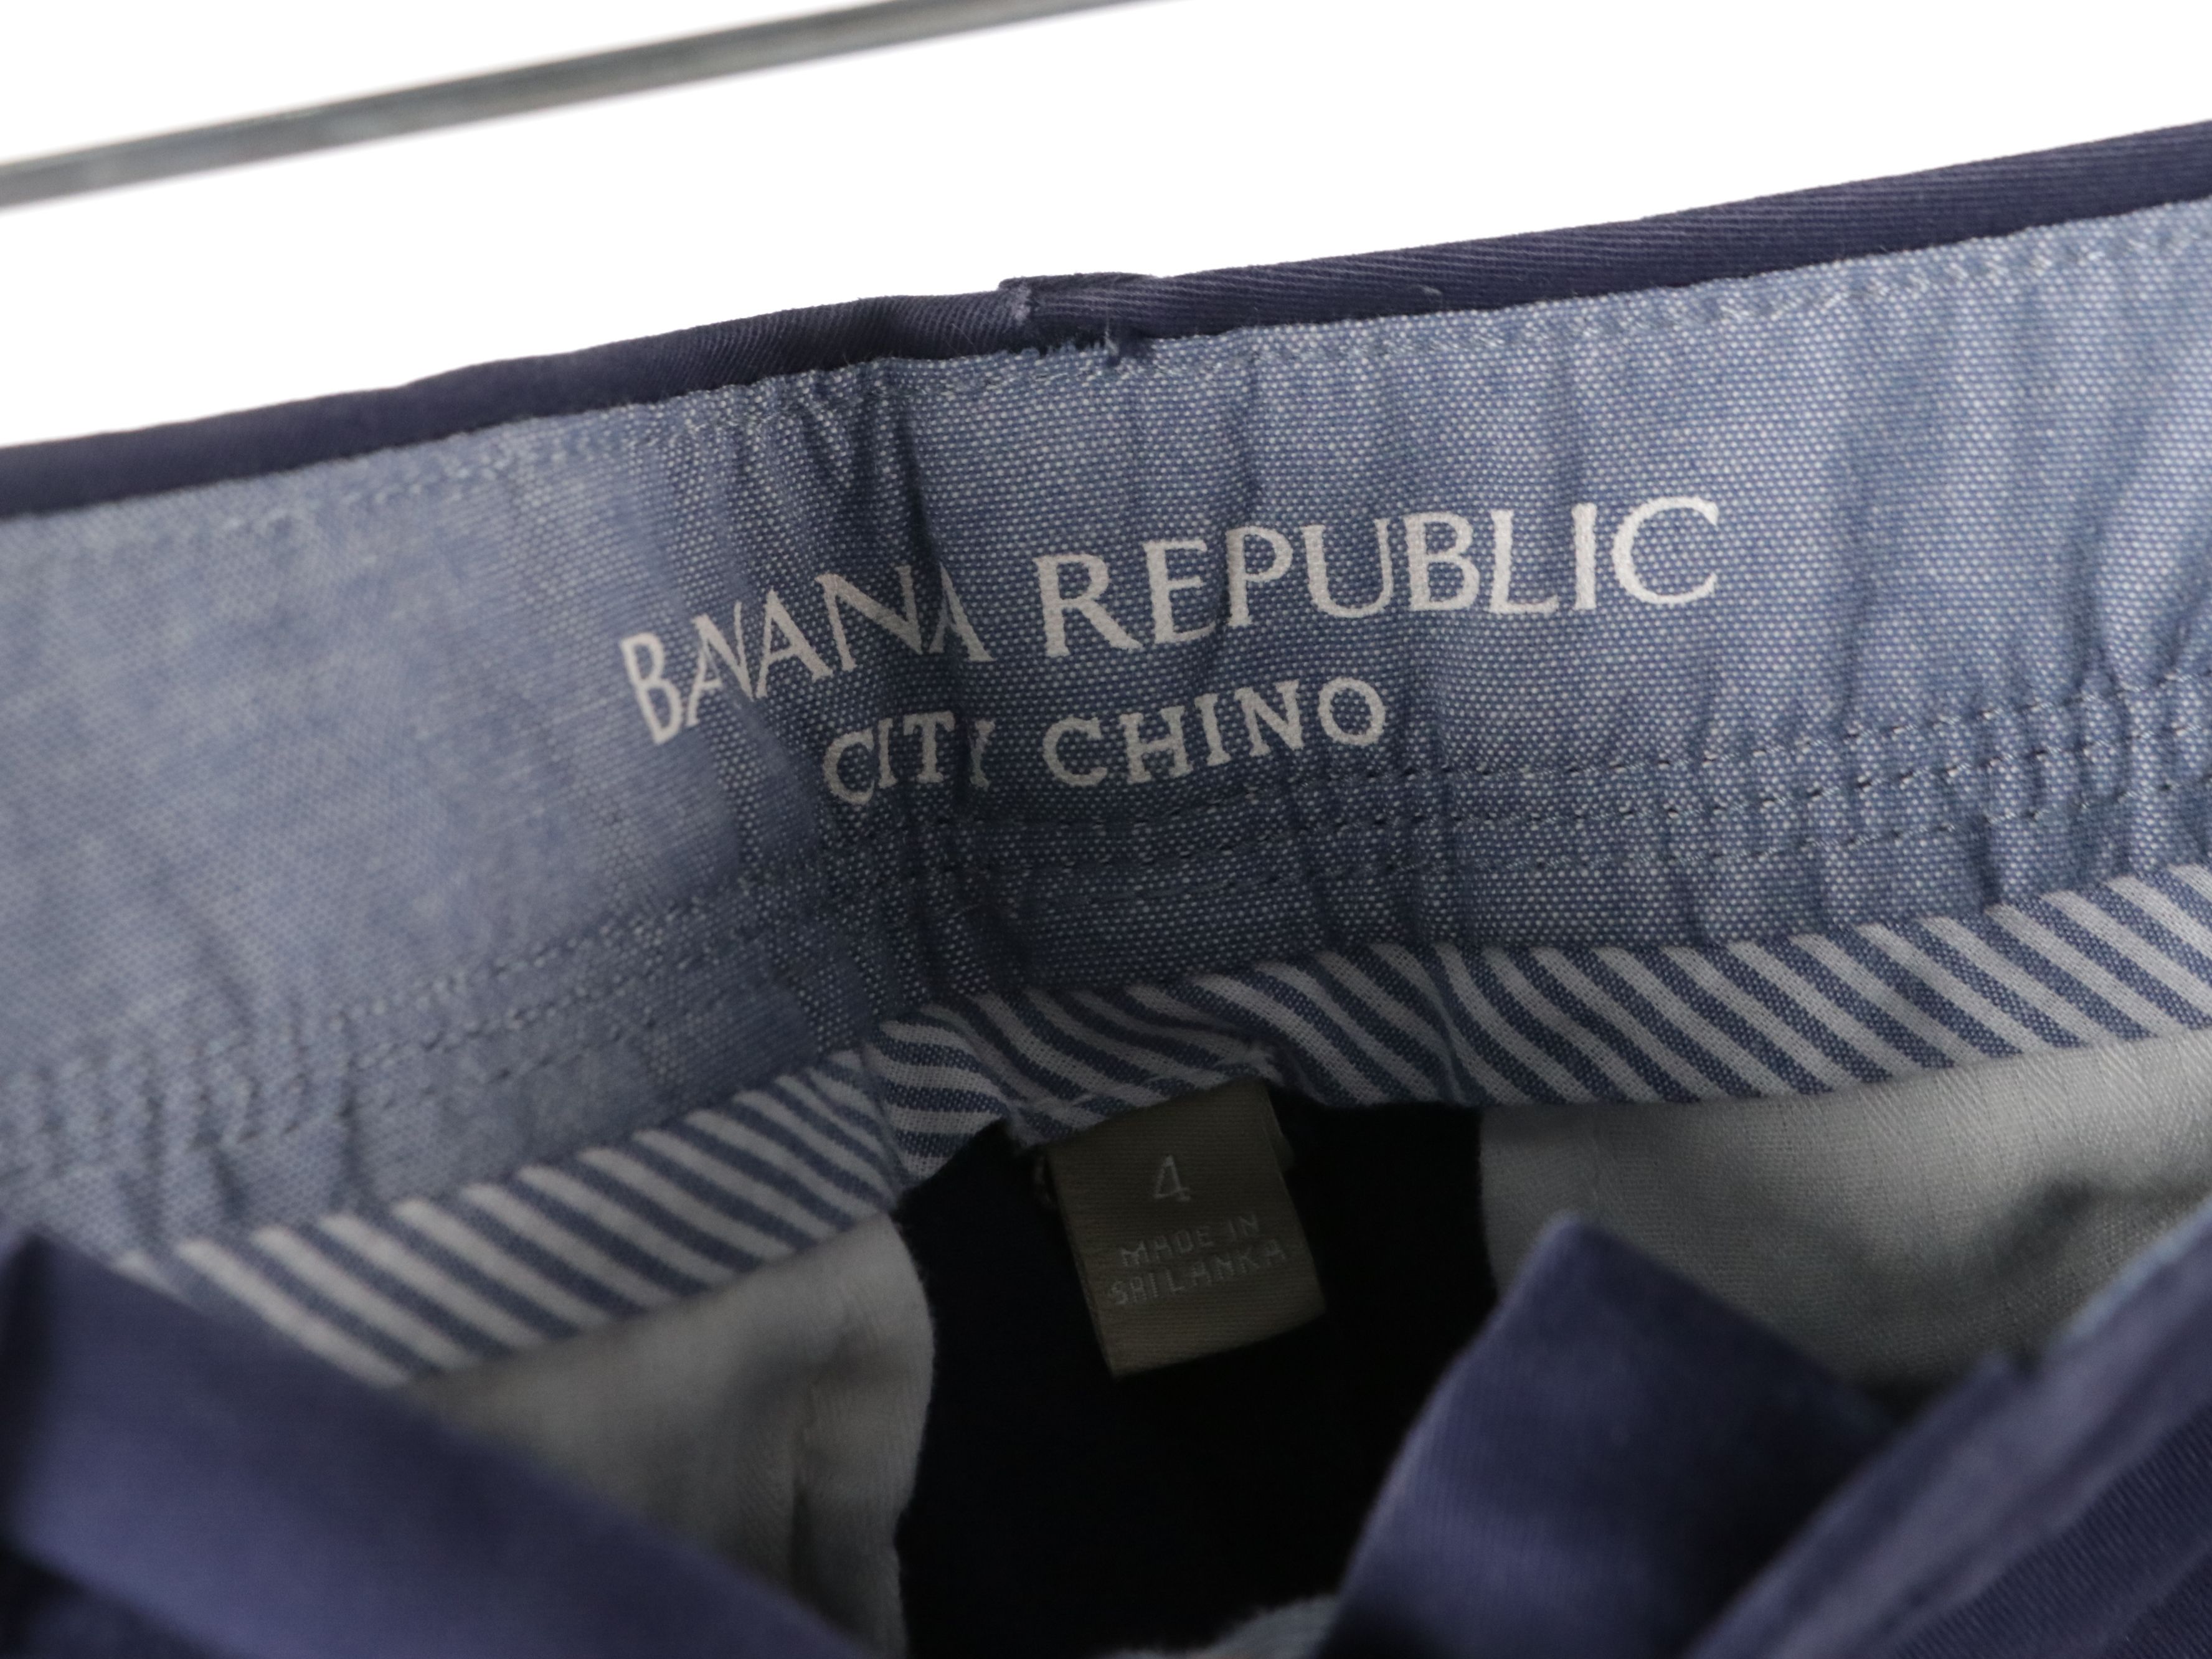 BANANA REPUBLIC
CITY CHINO
4
MADE IN
SRI LANKA